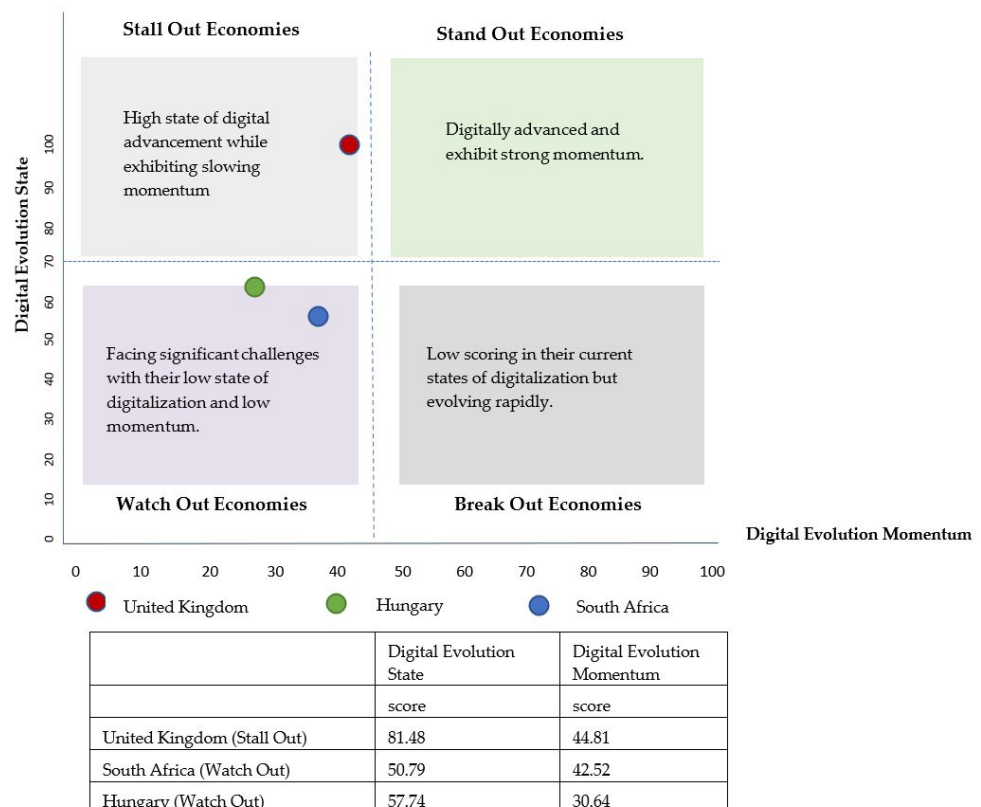 Stall Out Economies
Stand Out Economies
High state of digital
advancement while
exhibiting slowing
momentum
Digitally advanced and
exhibit strong momentum.
Digital Evolution State
100
90
80
70
60
50
40
30
20
10
0
Facing significant challenges
with their low state of
digitalization and low
momentum.
Low scoring in their current
states of digitalization but
evolving rapidly.
Watch Out Economies
Break Out Economies
Digital Evolution Momentum
0 10 20 30 40 50 60 70 80 90 100
United Kingdom Hungary South Africa
Digital Evolution State Digital Evolution Momentum
score score
United Kingdom (Stall Out) 81.48 44.81
South Africa (Watch Out) 50.79 42.52
Hungary (Watch Out) 57.74 30.64